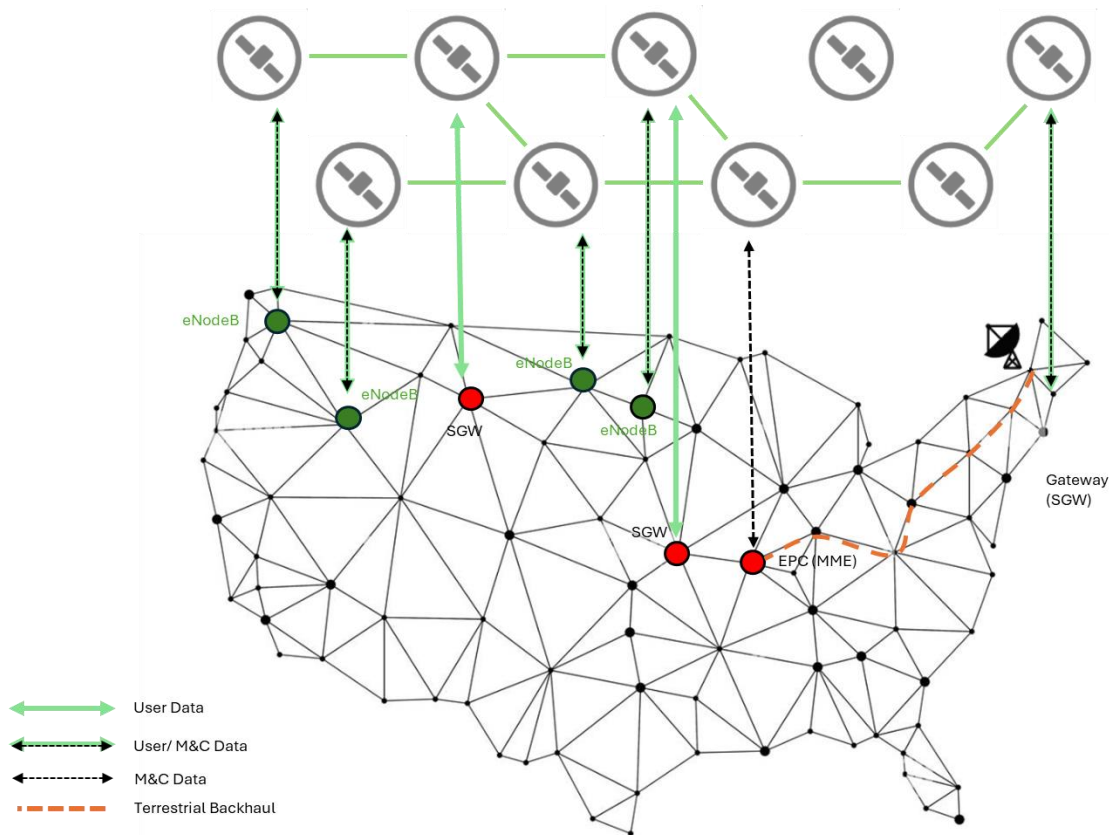 eNodeB
eNodeB
eNodeB
SGW
eNodeB
Gateway
(SGW)
SGW
EPC (MME)
User Data
User/ M&C Data
M&C Data
Terrestrial Backhaul